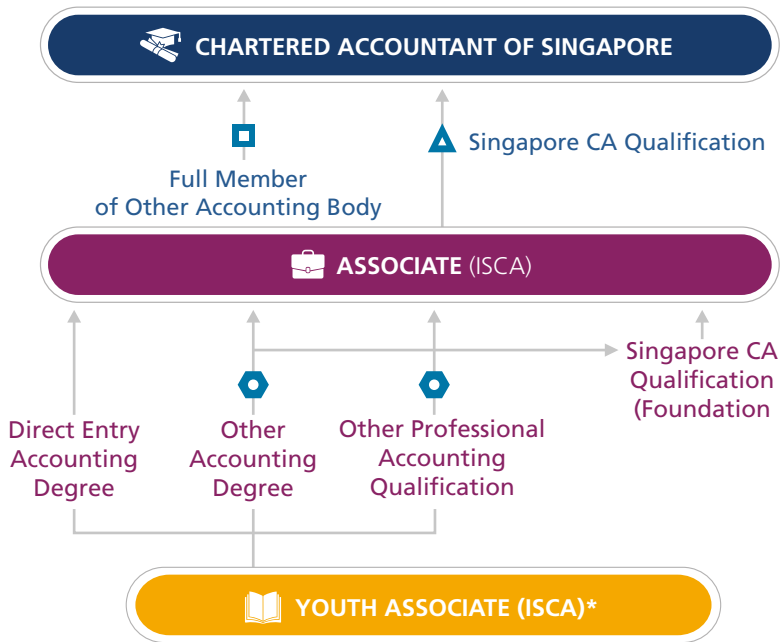 CHARTERED ACCOUNTANT OF SINGAPORE
Full Member
of Other Accounting Body
Singapore CA Qualification
ASSOCIATE (ISCA)
Singapore CA
Qualification
(Foundation
Direct Entry
Accounting
Degree
Other
Accounting
Degree
Other Professional
Accounting
Qualification
YOUTH ASSOCIATE (ISCA)*